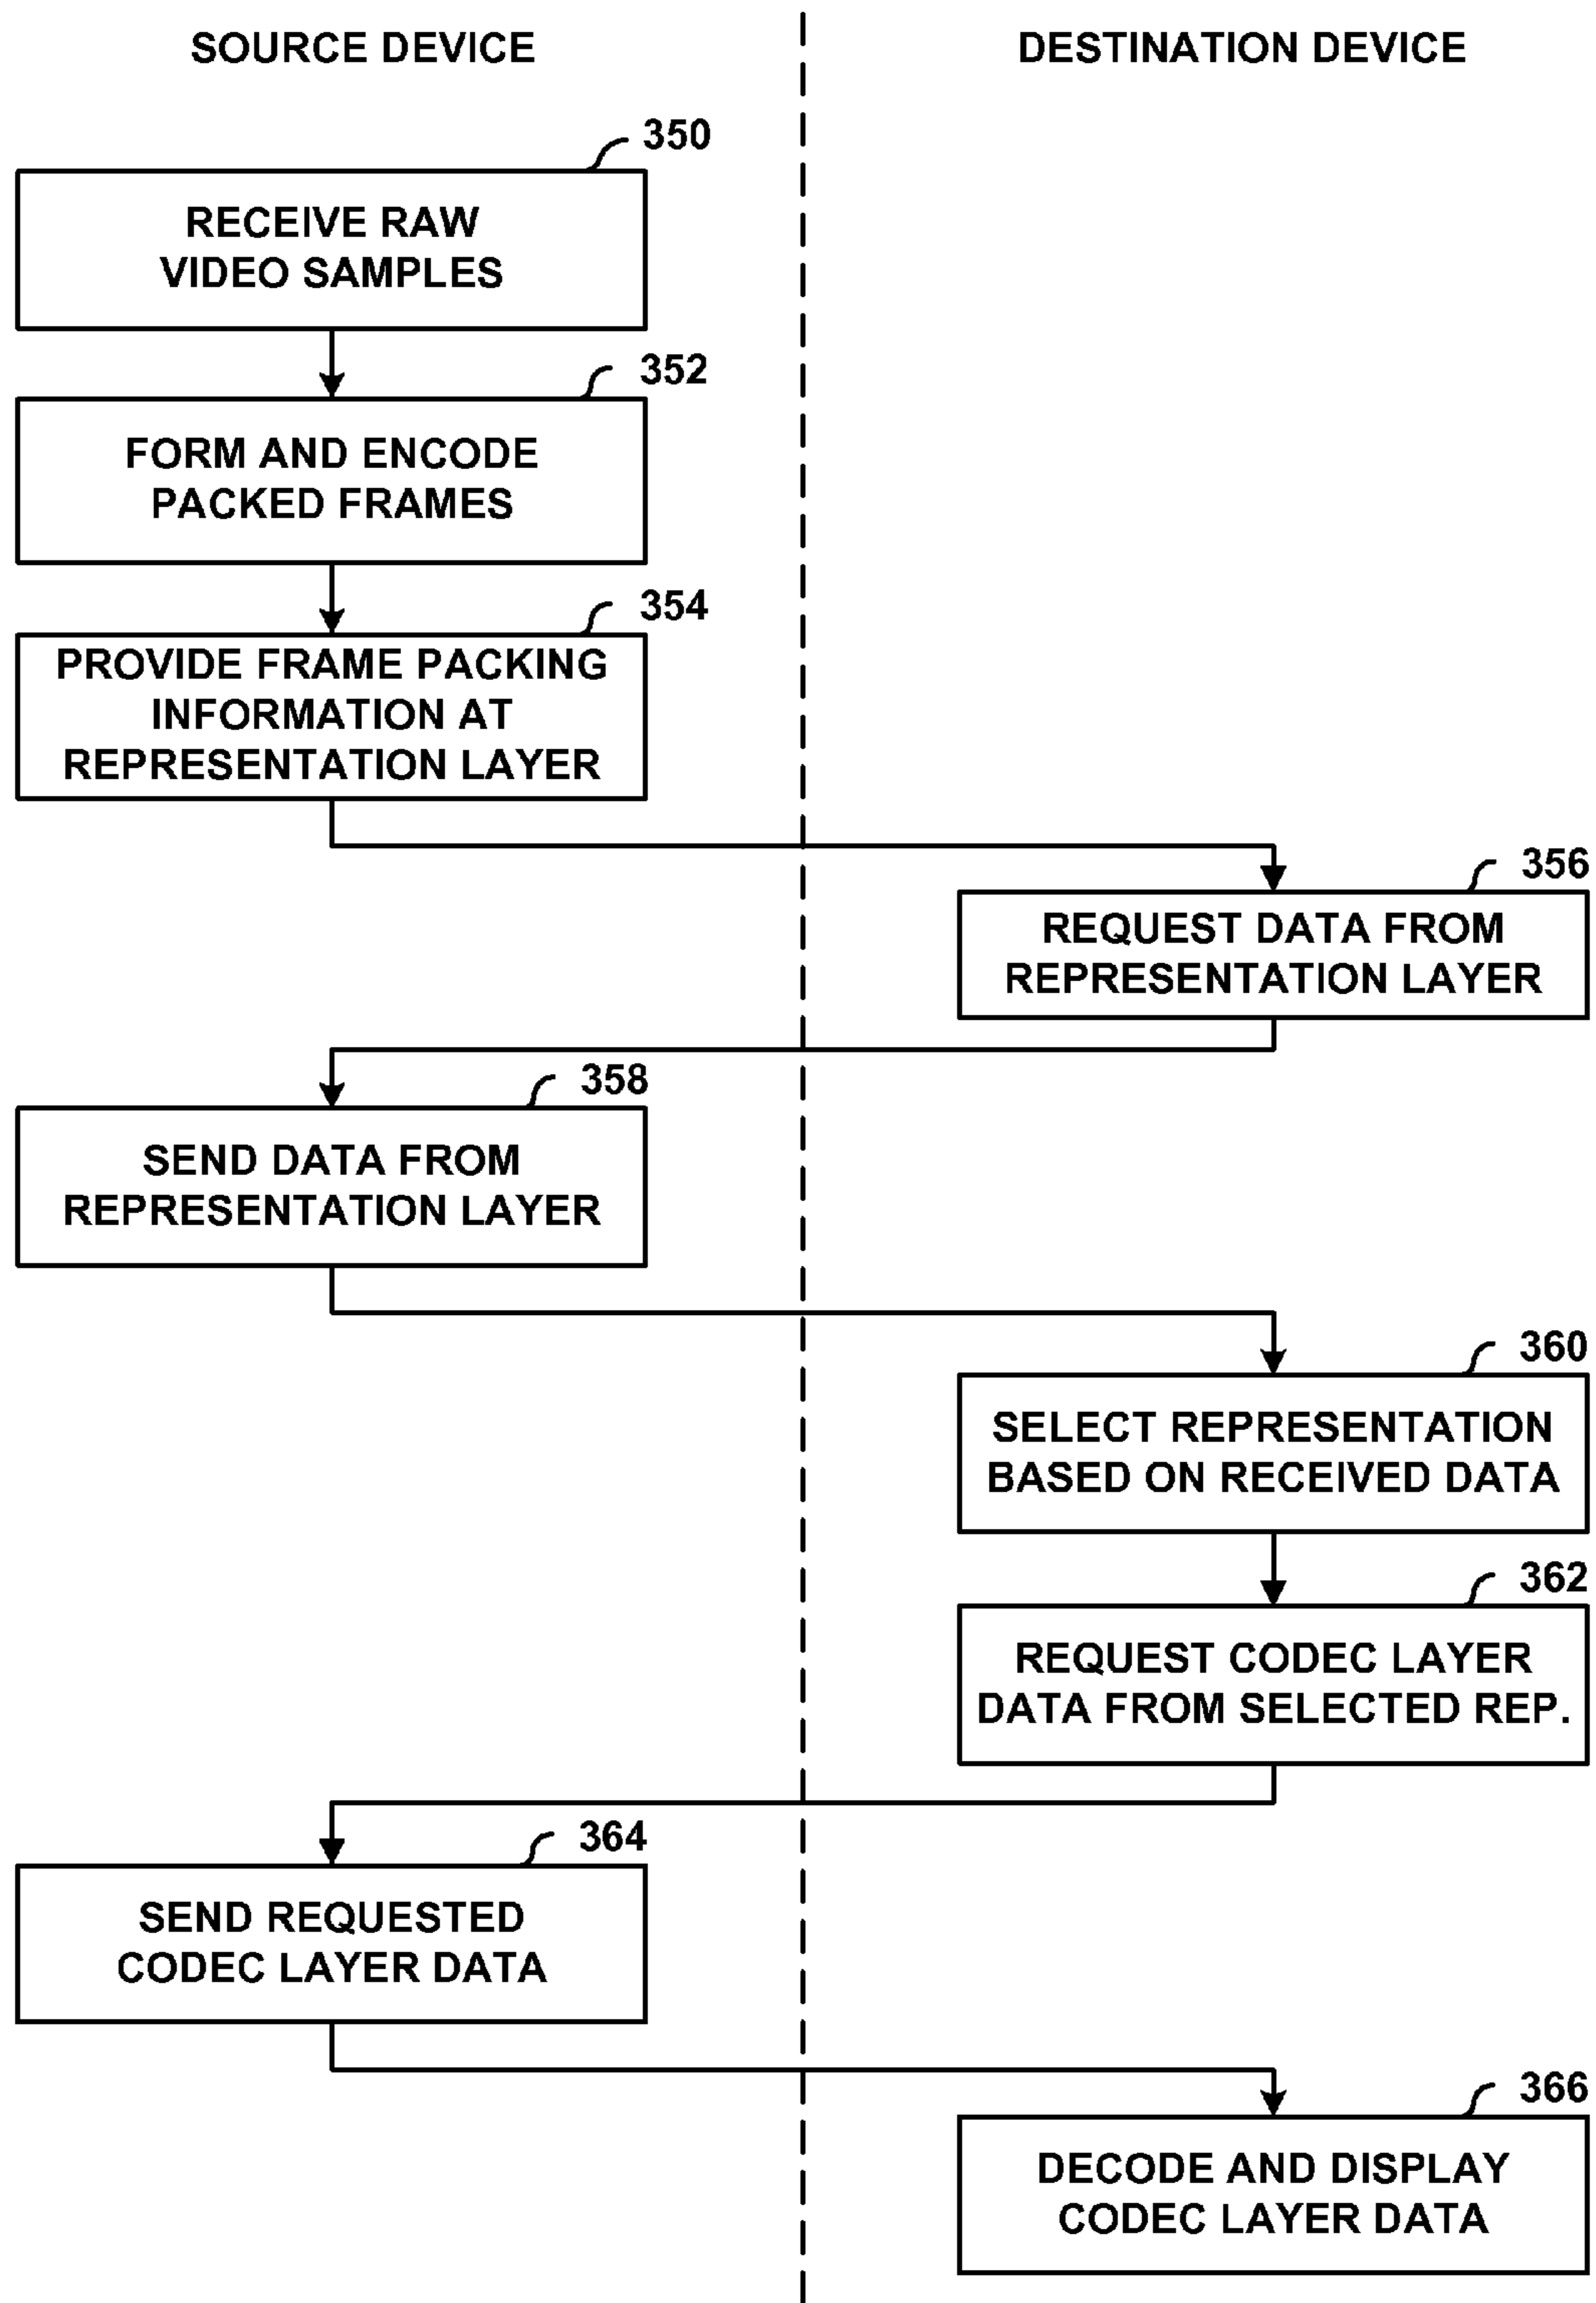 SOURCE DEVICE
DESTINATION DEVICE
350
RECEIVE RAW
VIDEO SAMPLES
352
FORM AND ENCODE
PACKED FRAMES
354
PROVIDE FRAME PACKING
INFORMATION AT
REPRESENTATION LAYER
356
REQUEST DATA FROM
REPRESENTATION LAYER
358
SEND DATA FROM
REPRESENTATION LAYER
360
SELECT REPRESENTATION
BASED ON RECEIVED DATA
362
REQUEST CODEC LAYER
DATA FROM SELECTED REP.
364
SEND REQUESTED
CODEC LAYER DATA
366
DECODE AND DISPLAY
CODEC LAYER DATA